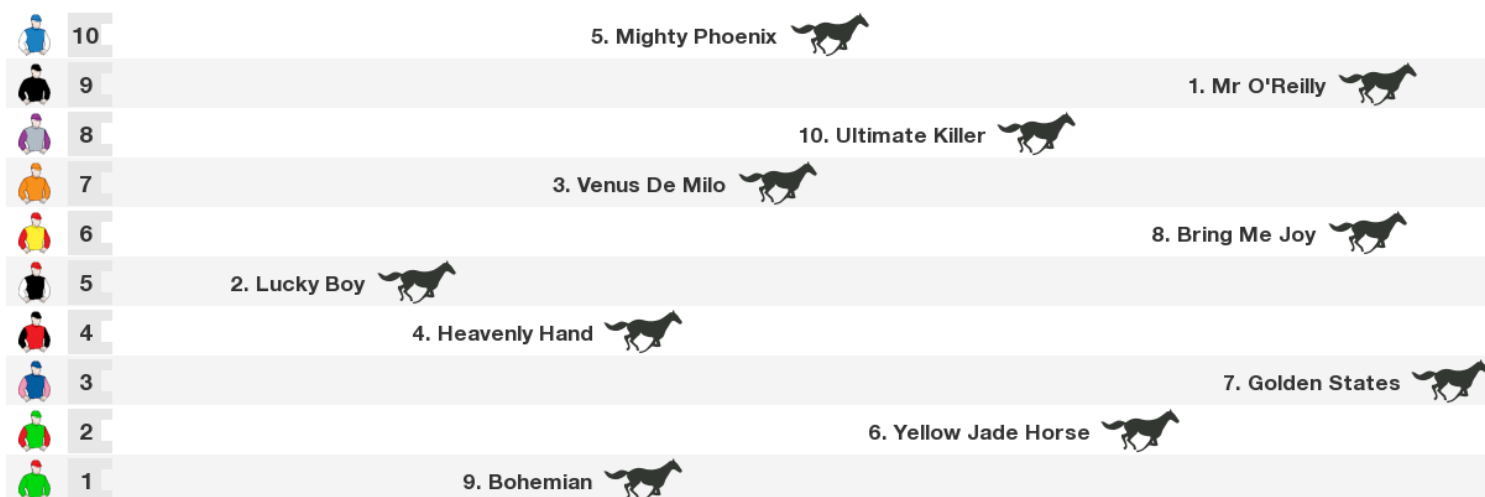 10 5. Mighty Phoenix
9 1. Mr O'Reilly
8 10. Ultimate Killer
7 3. Venus De Milo
6 8. Bring Me Joy
5 2. Lucky Boy
4 4. Heavenly Hand
3 7. Golden States
2 6. Yellow Jade Horse
1 9. Bohemian